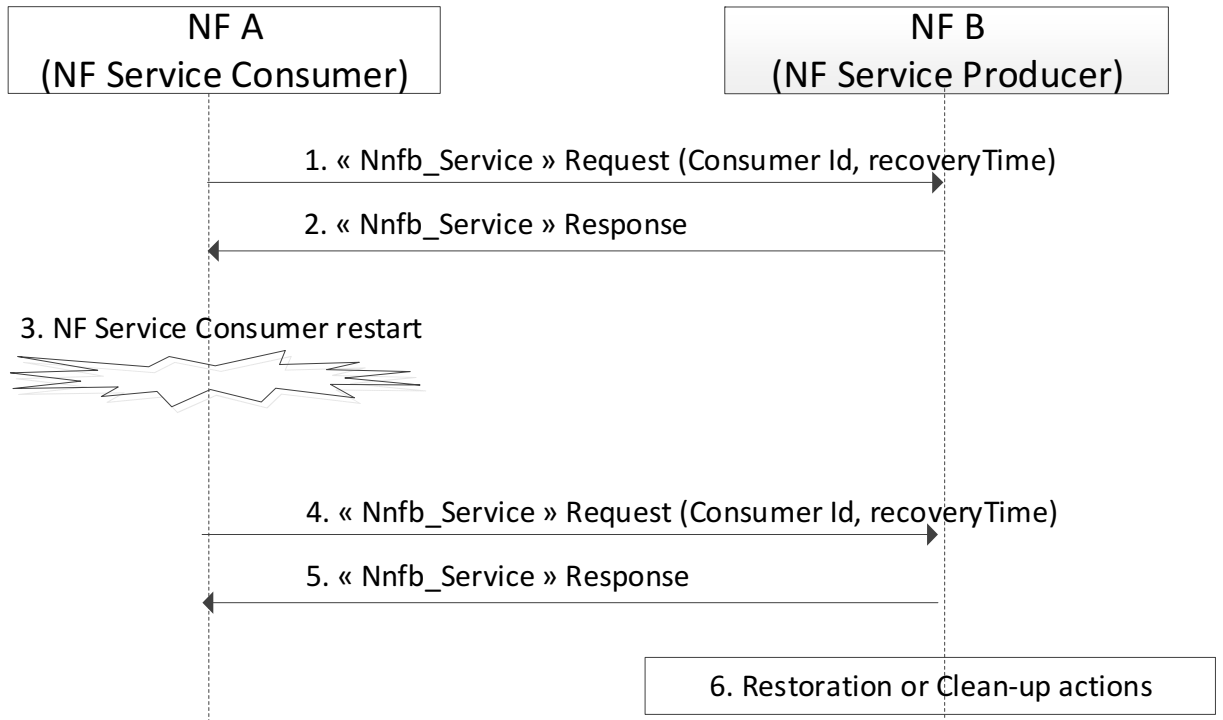 NF A
(NF Service Consumer)
NF B
(NF Service Producer)
1. « Nnfb_Service » Request (Consumer Id, recoveryTime)
2. « Nnfb_Service » Response
3. NF Service Consumer restart
4. « Nnfb_Service » Request (Consumer Id, recoveryTime)
5. « Nnfb_Service » Response
6. Restoration or Clean-up actions